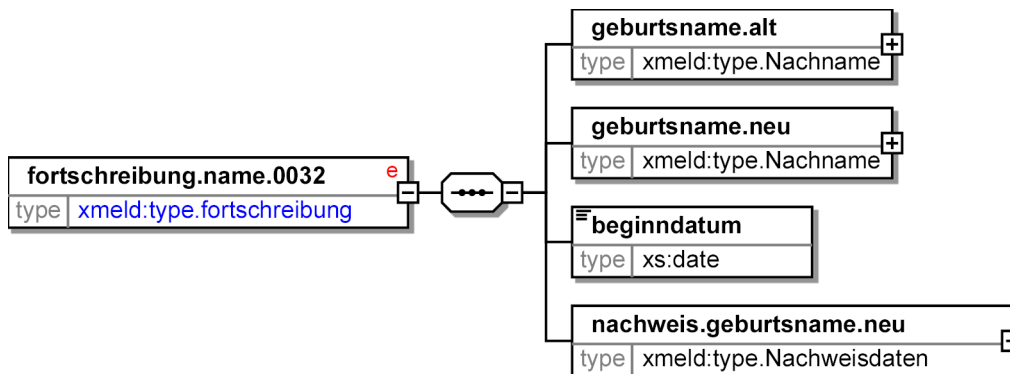 geburtsname.alt
type xmeld:type.Nachname
geburtsname.neu
type xmeld:type.Nachname
fortschreibung.name.0032 e
type xmeld:type.fortschreibung
beginndatum
type xs:date
nachweis.geburtsname.neu
type xmeld:type.Nachweisdaten